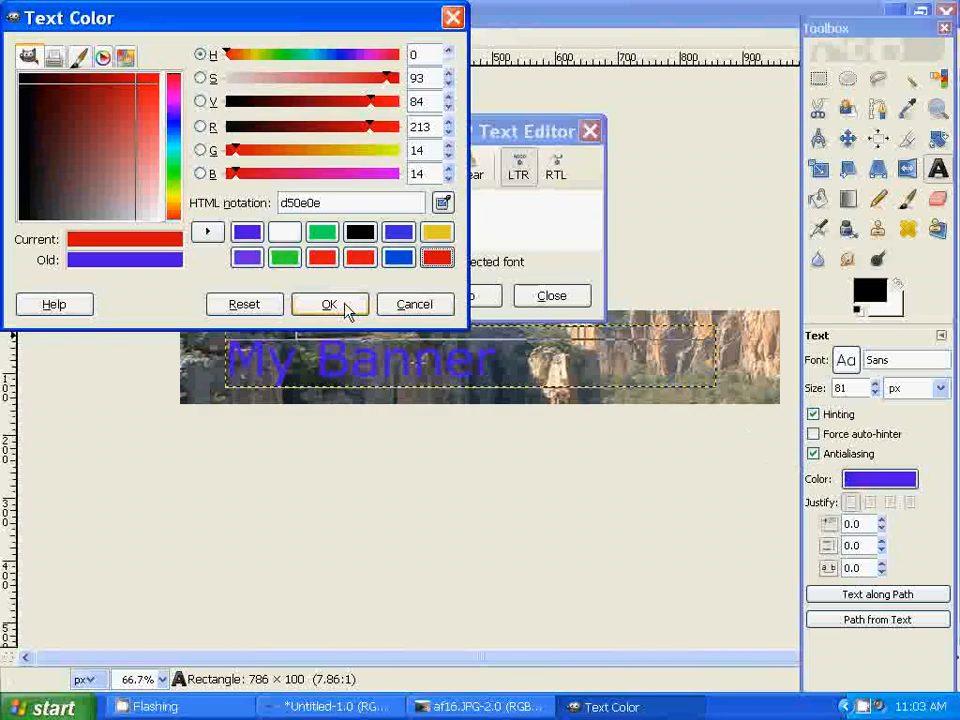 Text Color
H 0
S 93
V 84
R 213
G 14
B 14
HTML notation: d50e0e
Current:
Old:
Help
Reset
OK
Cancel
Text Editor
LTR
RTL
ected font
Close
500
600
700
800
900
My Banner
Toolbox
Text
Font: Aa Sans
Size: 81 px
Hinting
Force auto-hinter
Antialiasing
Color:
Justify:
0.0
0.0
0.0
Text along Path
Path from Text
px 66.7% Rectangle: 786 × 100 (7.86:1)
start
Flashing
*Untitled-1.0 (RG...
af16.JPG-2.0 (RGB...
Text Color
11:03 AM